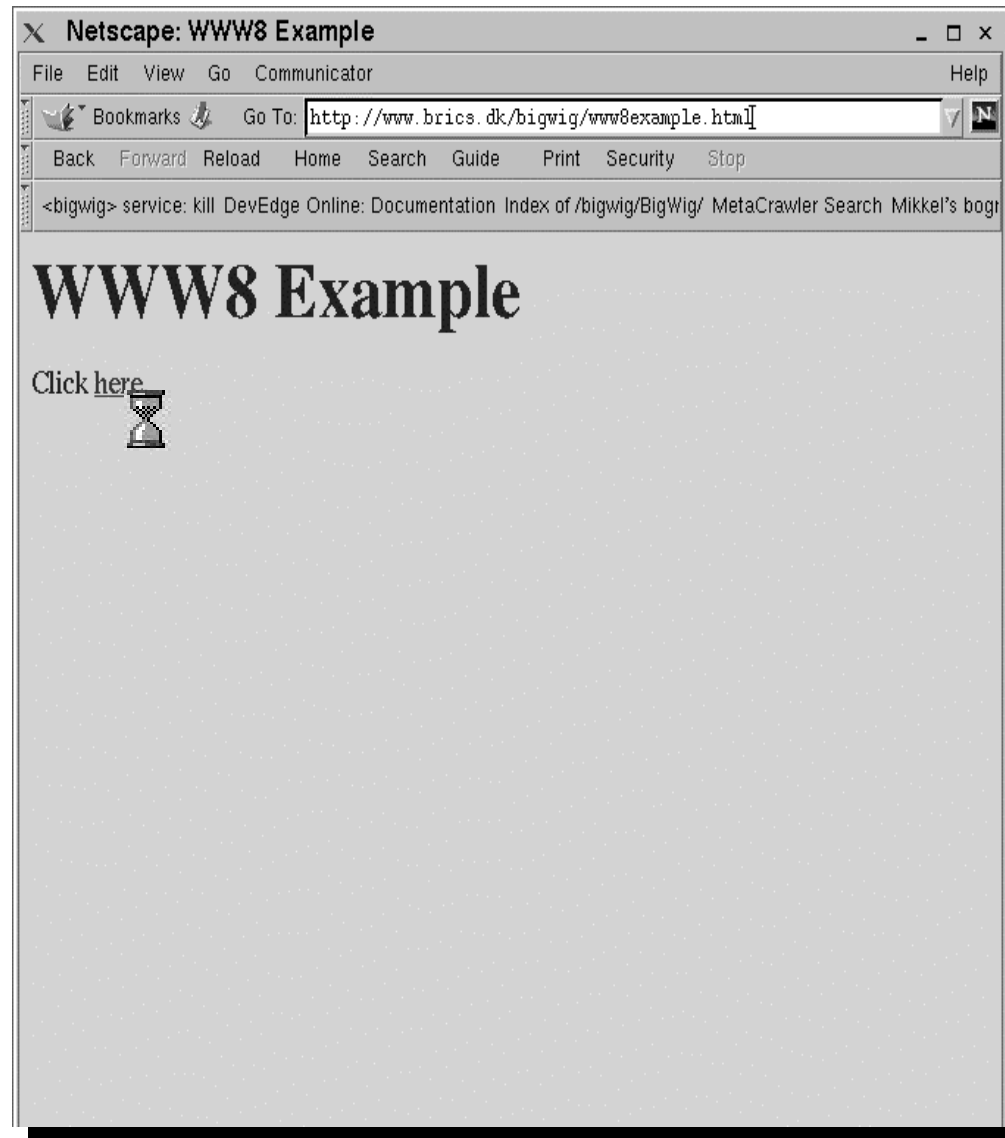 Netscape: WWW8 Example
File Edit View Go Communicator Help
Bookmarks Go To: http://www.brics.dk/bigwig/www8example.html N
Back Forward Reload Home Search Guide Print Security Stop
<bigwig> service: kill DevEdge Online: Documentation Index of /bigwig/BigWig/ MetaCrawler Search Mikkel's bogr
WWW8 Example
Click here.